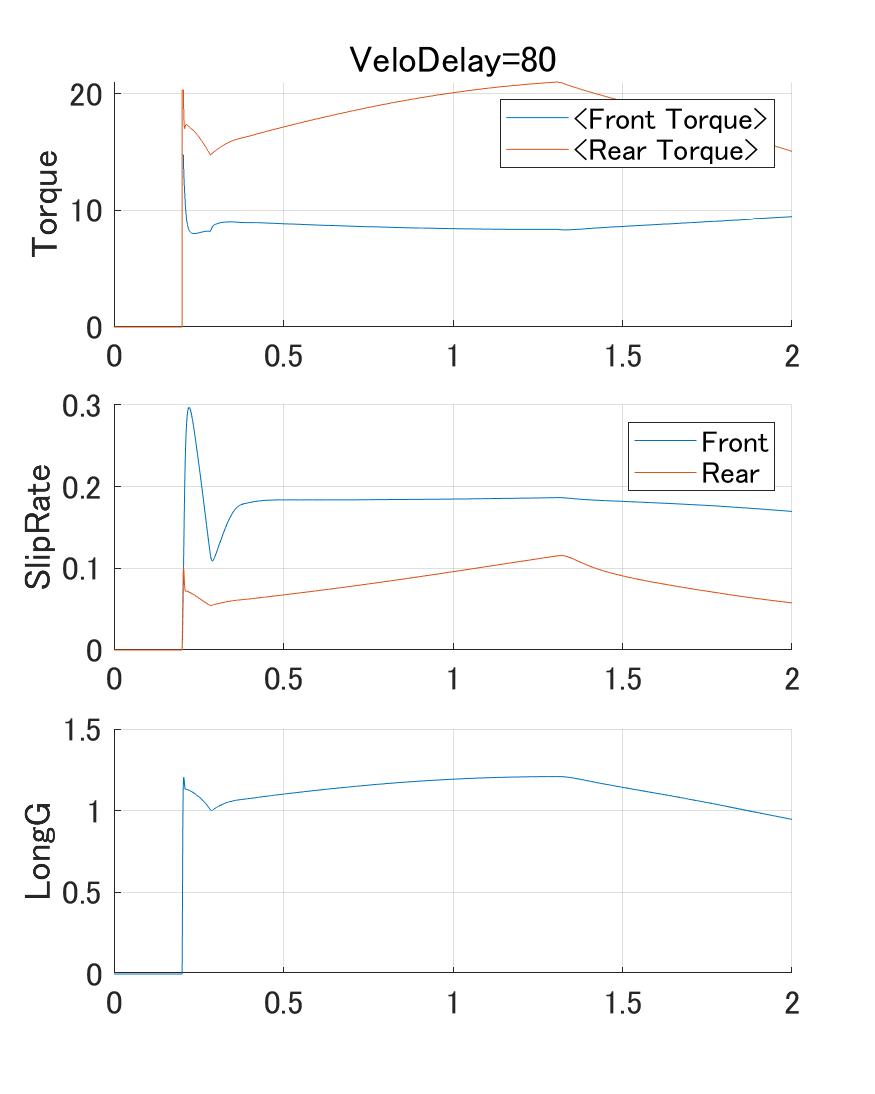 VeloDelay=80
20
10
0
Torque
<Front Torque>
<Rear Torque>
0 0.5 1 1.5 2
0.3
0.2
0.1
0
SlipRate
Front
Rear
0 0.5 1 1.5 2
1.5
1
0.5
0
LongG
0 0.5 1 1.5 2